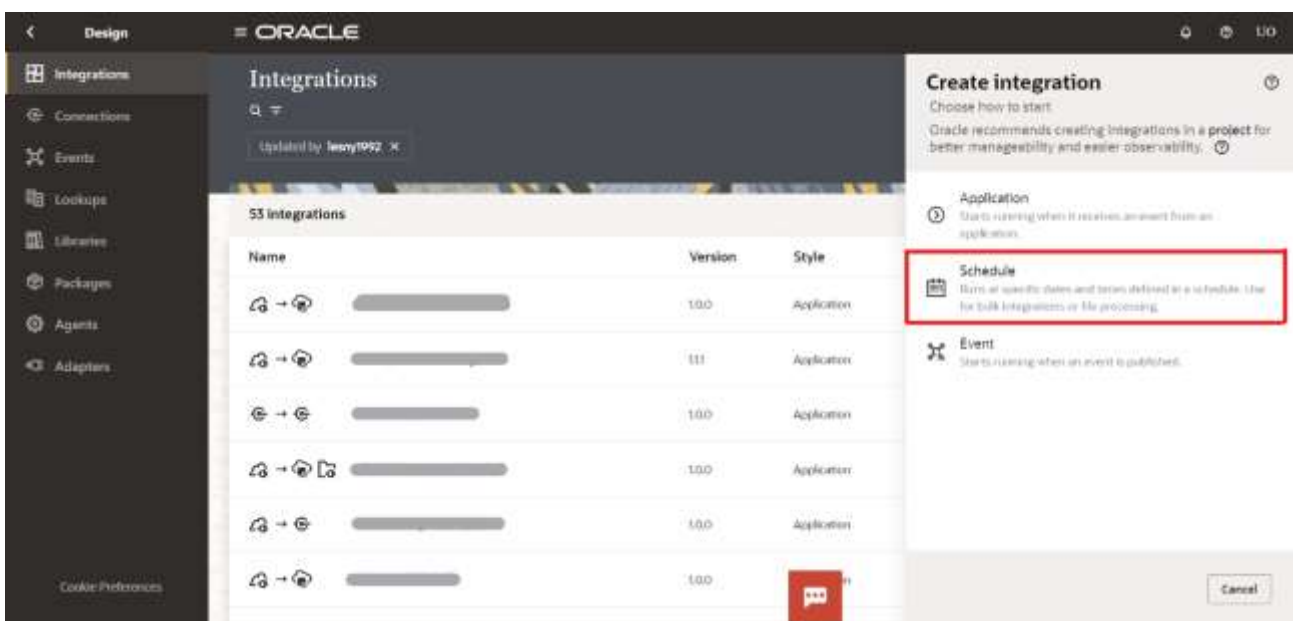 Design
ORACLE
UO
Integrations
Connections
Events
Lookups
Libraries
Packages
Agents
Adapters
Cookie Preferences
Integrations
Updated by lesny1992 ×
53 integrations
Name Version Style
1.0.0 Application
1.1.1 Application
1.0.0 Application
1.0.0 Application
1.0.0 Application
1.0.0
Create integration
Choose how to start
Oracle recommends creating integrations in a project for
better manageability and easier observability.
Application
Starts running when it receives an event from an
application.
Schedule
Runs at specific dates and times defined in a schedule. Use
for bulk integrations or file processing.
Event
Starts running when an event is published.
Cancel